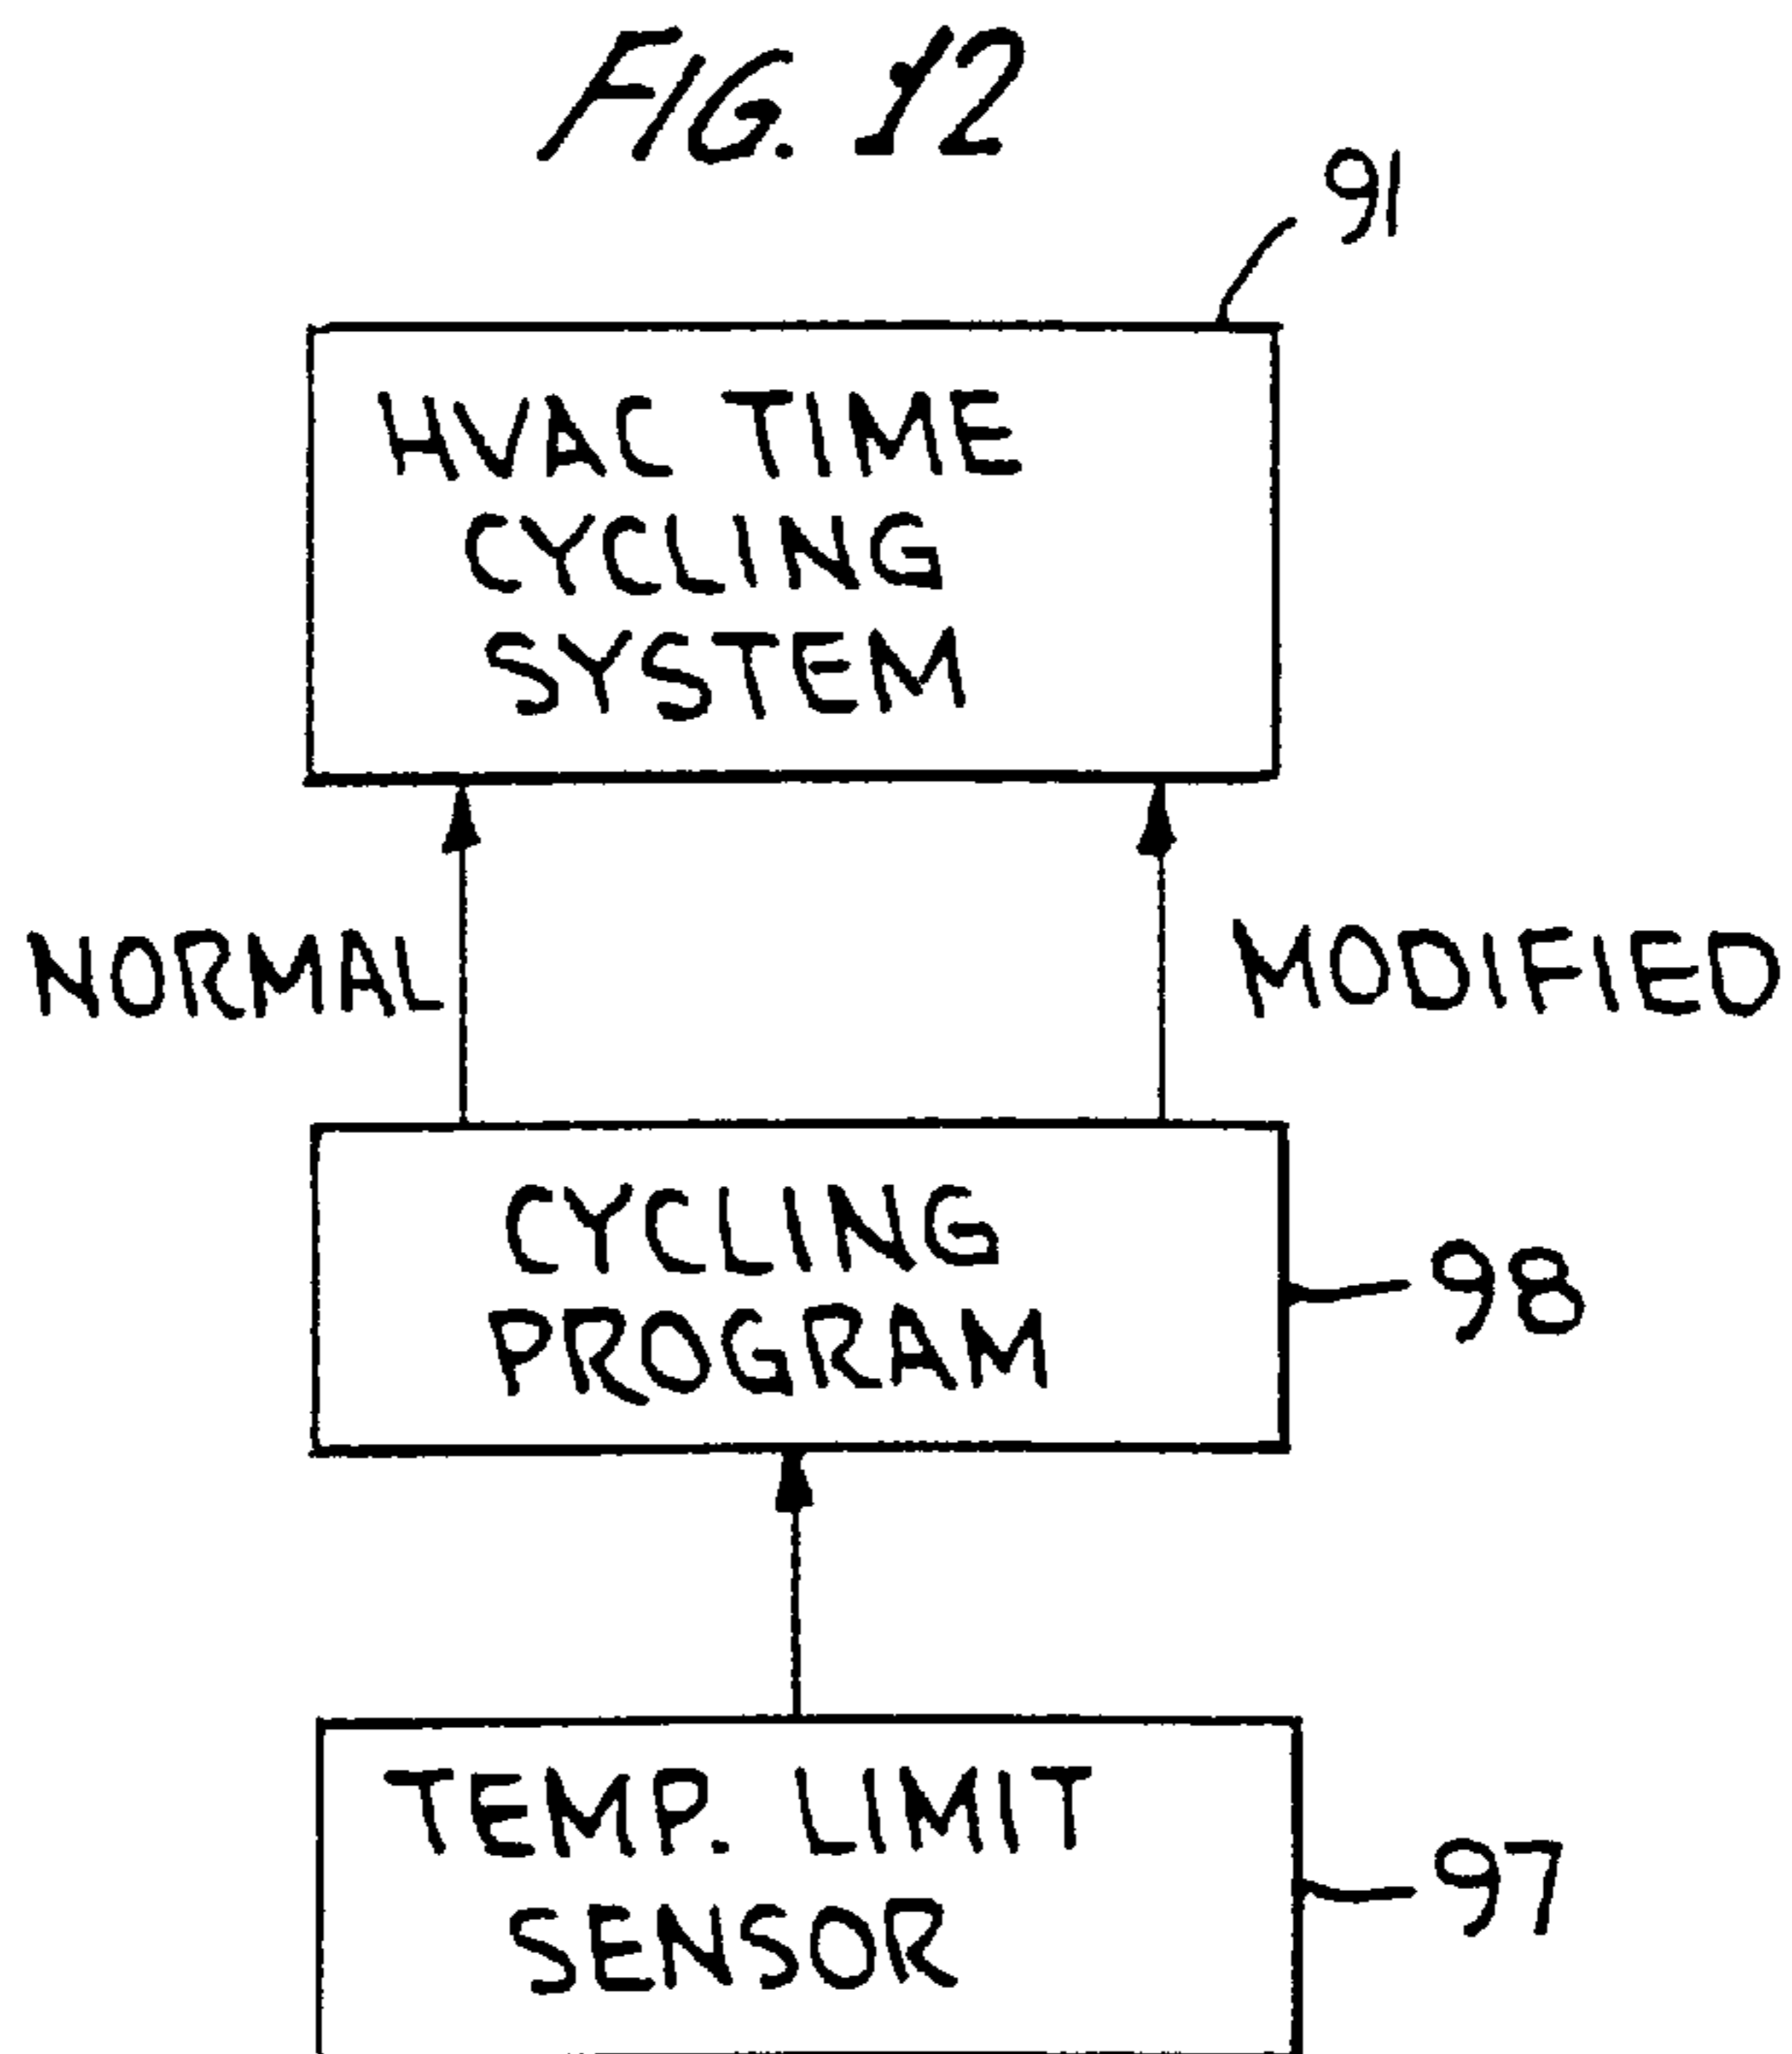 FIG. 12
91
HVAC TIME
CYCLING
SYSTEM
NORMAL
MODIFIED
CYCLING
PROGRAM
98
TEMP. LIMIT
SENSOR
97